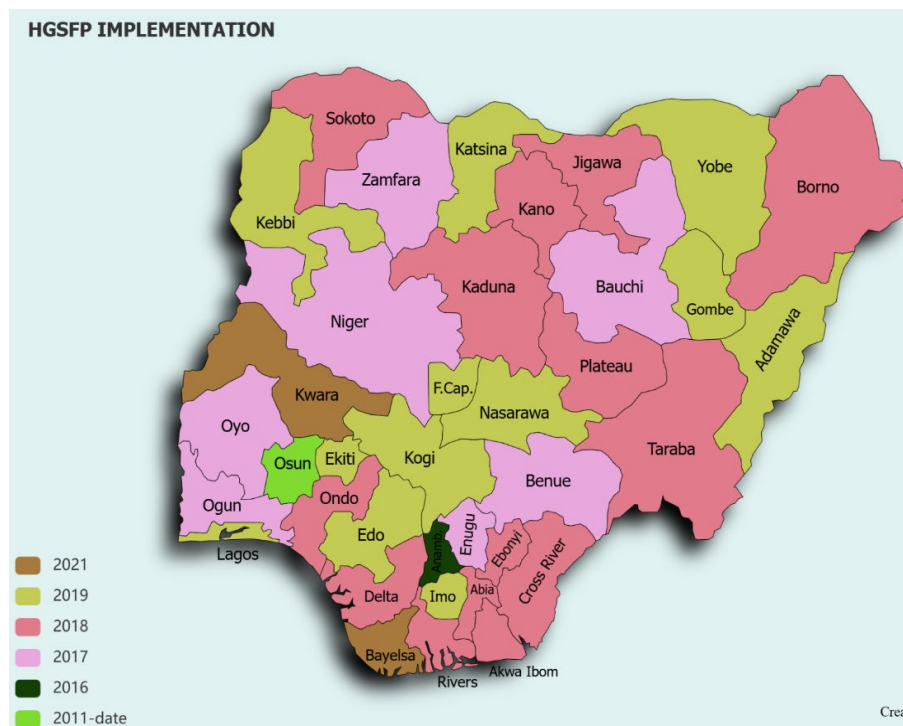 HGSFP IMPLEMENTATION
Sokoto
Katsina
Jigawa
Yobe
Zamfara
Borno
Kano
Kebbi
Kaduna
Bauchi
Gombe
Niger
Adamawa
Plateau
F.Cap.
Kwara
Nasarawa
Oyo
Taraba
Osun
Ekiti
Kogi
Benue
Ogun
Ondo
Edo
Enugu
Anamb.
Ebonyi
Cross River
Lagos
2021
Delta
Imo
Abia
2019
2018
Bayelsa
2017
Rivers
Akwa Ibom
2016
2011-date
Crea